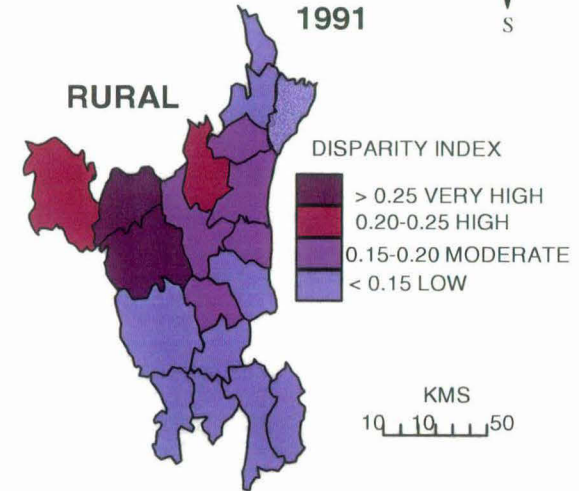 1991
S
RURAL
DISPARITY INDEX
> 0.25 VERY HIGH
0.20-0.25 HIGH
0.15-0.20 MODERATE
< 0.15 LOW
KMS
10 10 50